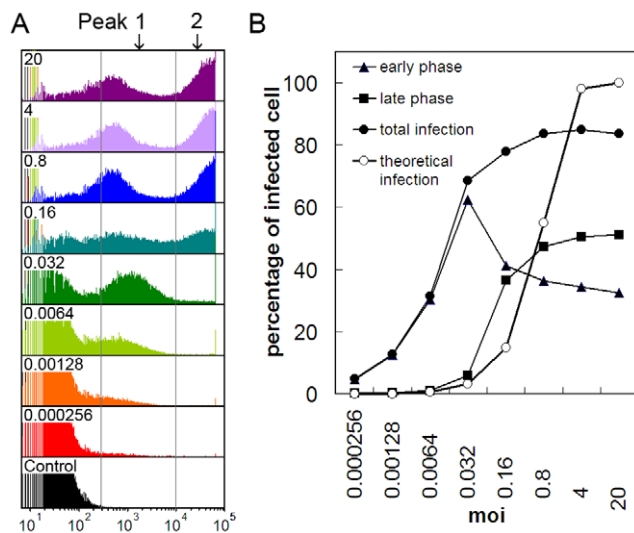 A
Peak 1 2
20
4
0.8
0.16
0.032
0.0064
0.00128
0.000256
Control
10¹ 10² 10³ 10⁴ 10⁵
B
early phase
late phase
total infection
theoretical
infection
percentage of infected cell
100
80
60
40
20
0
0.000256
0.00128
0.0064
0.032
0.16
0.8
4
20
moi